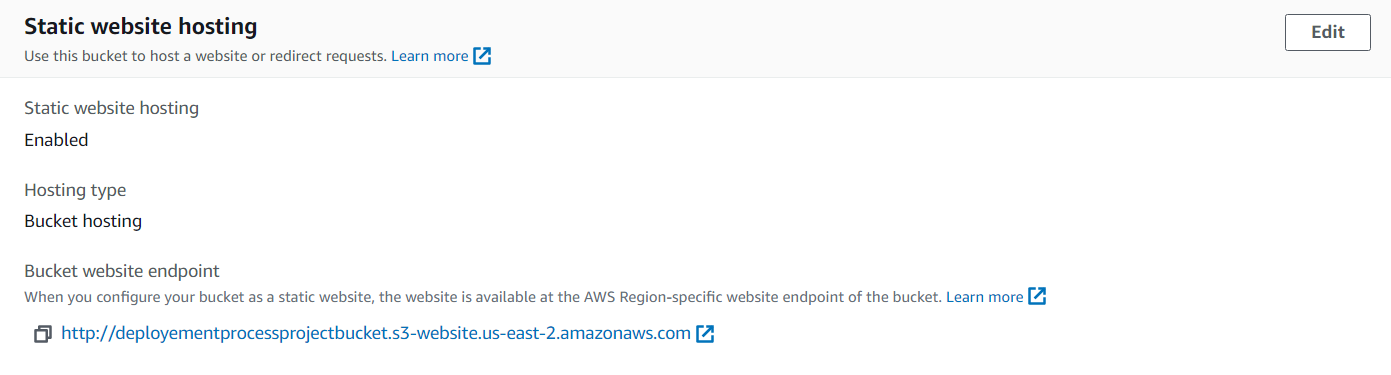 Static website hosting
Edit
Use this bucket to host a website or redirect requests. Learn more
Static website hosting
Enabled
Hosting type
Bucket hosting
Bucket website endpoint
When you configure your bucket as a static website, the website is available at the AWS Region-specific website endpoint of the bucket. Learn more
http://deployementprocessprojectbucket.s3-website.us-east-2.amazonaws.com